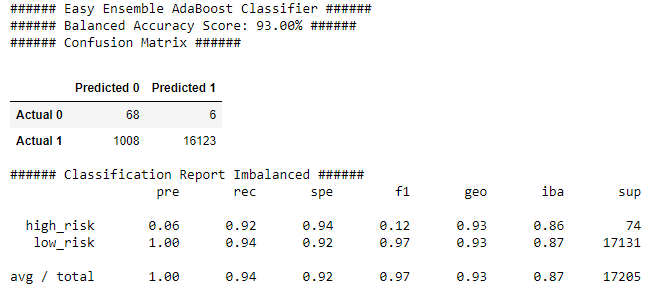 ###### Easy Ensemble AdaBoost Classifier ######
###### Balanced Accuracy Score: 93.00% ######
###### Confusion Matrix ######
Predicted 0 Predicted 1
Actual 0 68 6
Actual 1 1008 16123
###### Classification Report Imbalanced ######
pre rec spe f1 geo iba sup
high_risk 0.06 0.92 0.94 0.12 0.93 0.86 74
low_risk 1.00 0.94 0.92 0.97 0.93 0.87 17131
avg / total 1.00 0.94 0.92 0.97 0.93 0.87 17205